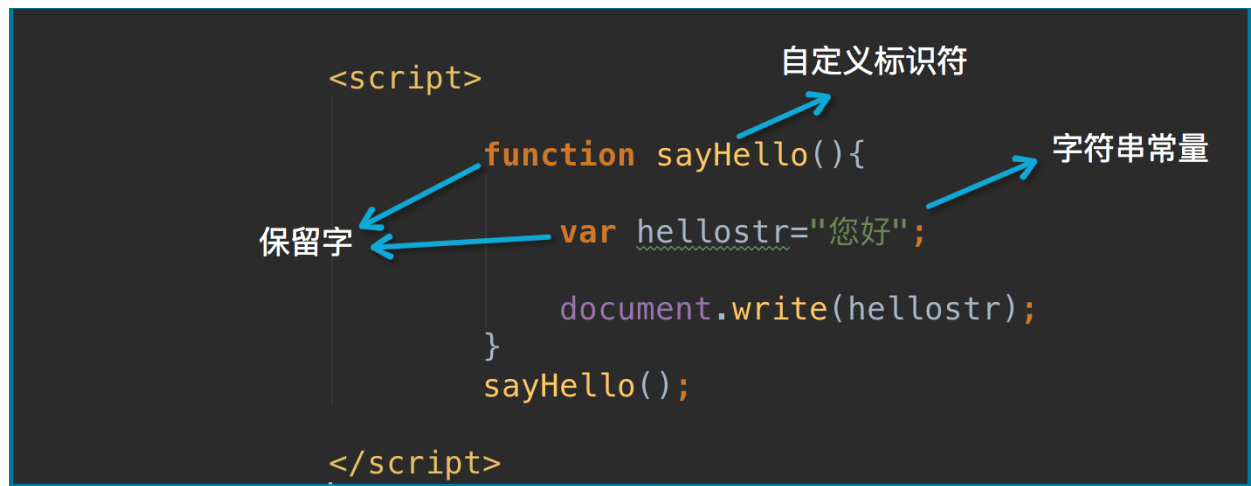 自定义标识符
<script>
字符串常量
function sayHello(){
保留字
var hellostr="您好";
document.write(hellostr);
}
sayHello();
</script>